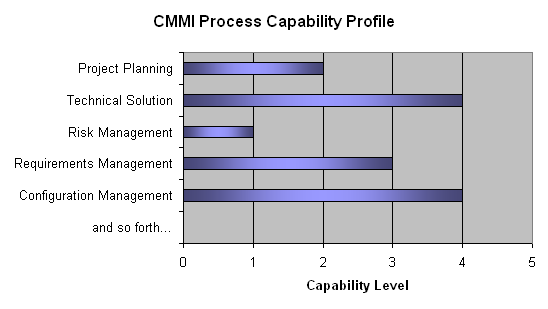 CMMI Process Capability Profile
Project Planning
Technical Solution
Risk Management
Requirements Management
Configuration Management
and so forth...
0 1 2 3 4 5
Capability Level